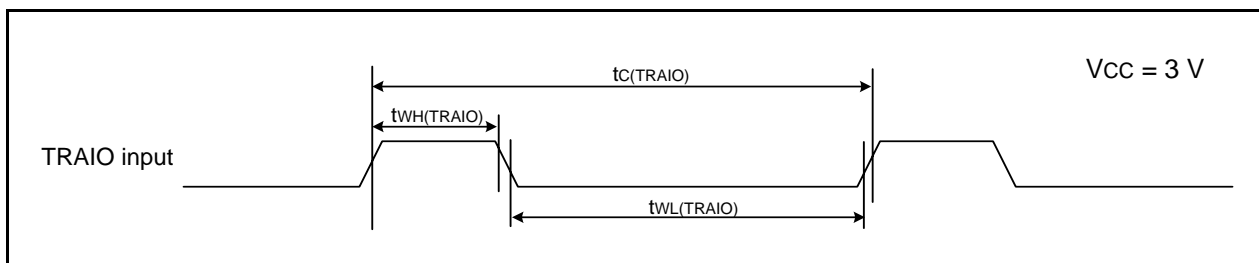 tC(TRAIO)
VCC = 3 V
tWH(TRAIO)
TRAIO input
tWL(TRAIO)